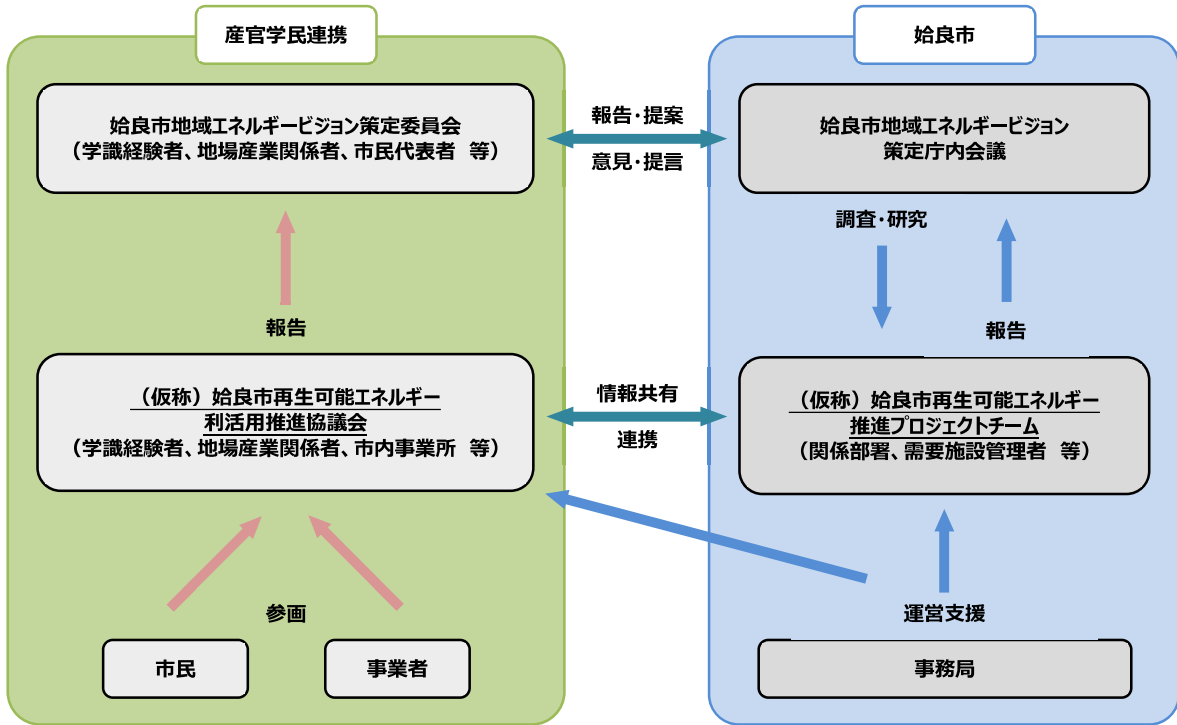 産官学民連携
姶良市地域エネルギービジョン策定委員会
（学識経験者、地場産業関係者、市民代表者 等）
報告
（仮称）姶良市再生可能エネルギー
利活用推進協議会
（学識経験者、地場産業関係者、市内事業所 等）
参画
市民
事業者
報告・提案
意見・提言
情報共有
連携
姶良市
姶良市地域エネルギービジョン
策定庁内会議
調査・研究
報告
（仮称）姶良市再生可能エネルギー
推進プロジェクトチーム
（関係部署、需要施設管理者 等）
運営支援
事務局